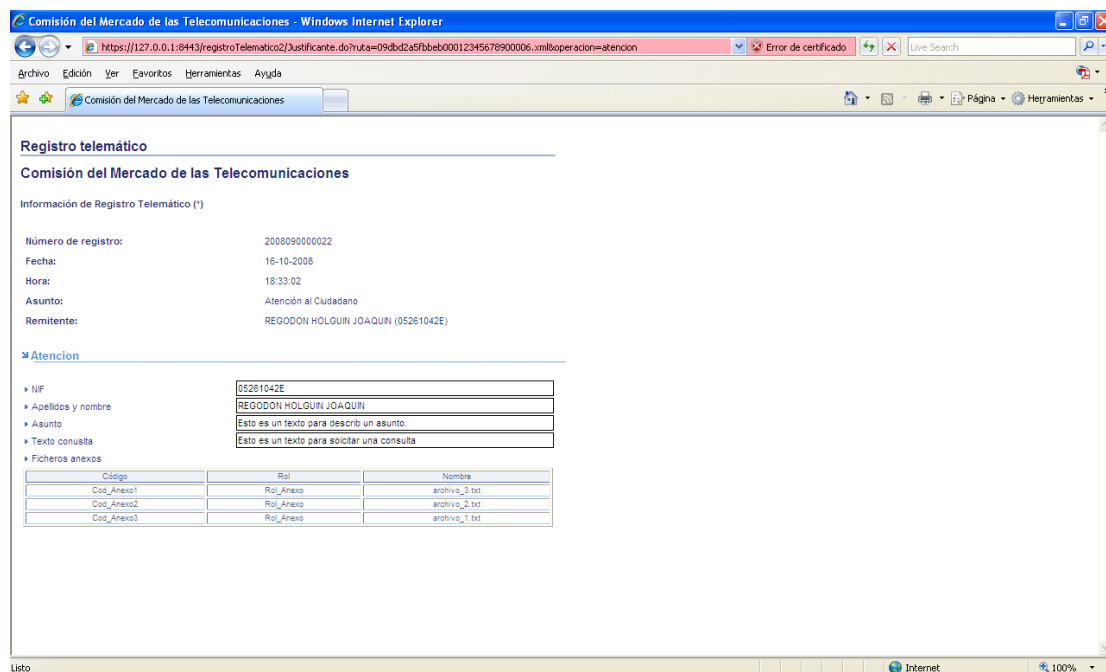 Comisión del Mercado de las Telecomunicaciones - Windows Internet Explorer
https://127.0.0.1:8443/registroTelematico2/Justificante.do?ruta=09dbd2a5fbbeb00012345678900006.xml&operacion=atencion Error de certificado Live Search
Archivo Edición Ver Favoritos Herramientas Ayuda
Comisión del Mercado de las Telecomunicaciones Página Herramientas
Registro telemático
Comisión del Mercado de las Telecomunicaciones
Información de Registro Telemático (*)
Número de registro: 2008090000022
Fecha: 16-10-2008
Hora: 18:33:02
Asunto: Atención al Ciudadano
Remitente: REGODON HOLGUIN JOAQUIN (05261042E)
Atencion
NIF 05261042E
Apellidos y nombre REGODON HOLGUIN JOAQUIN
Asunto Esto es un texto para describ un asunto.
Texto conuslta Esto es un texto para soicitar una consulta
Ficheros anexos
Código Rol Nombre
Cod_Anexo1 Rol_Anexo archivo_3.txt
Cod_Anexo2 Rol_Anexo archivo_2.txt
Cod_Anexo3 Rol_Anexo archivo_1.txt
Listo Internet 100%